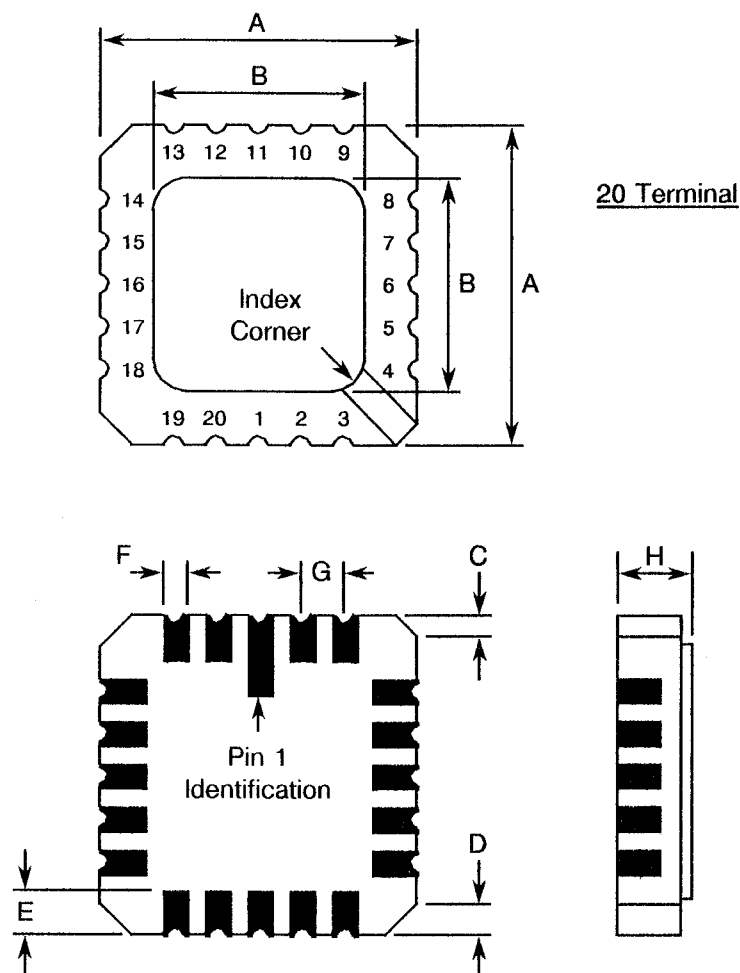 A
B
13 12 11 10 9
20 Terminal
14 8
15 7
16 6
17 5
18 4
B
A
Index
Corner
19 20 1 2 3
F
G
C
H
Pin 1
Identification
D
E